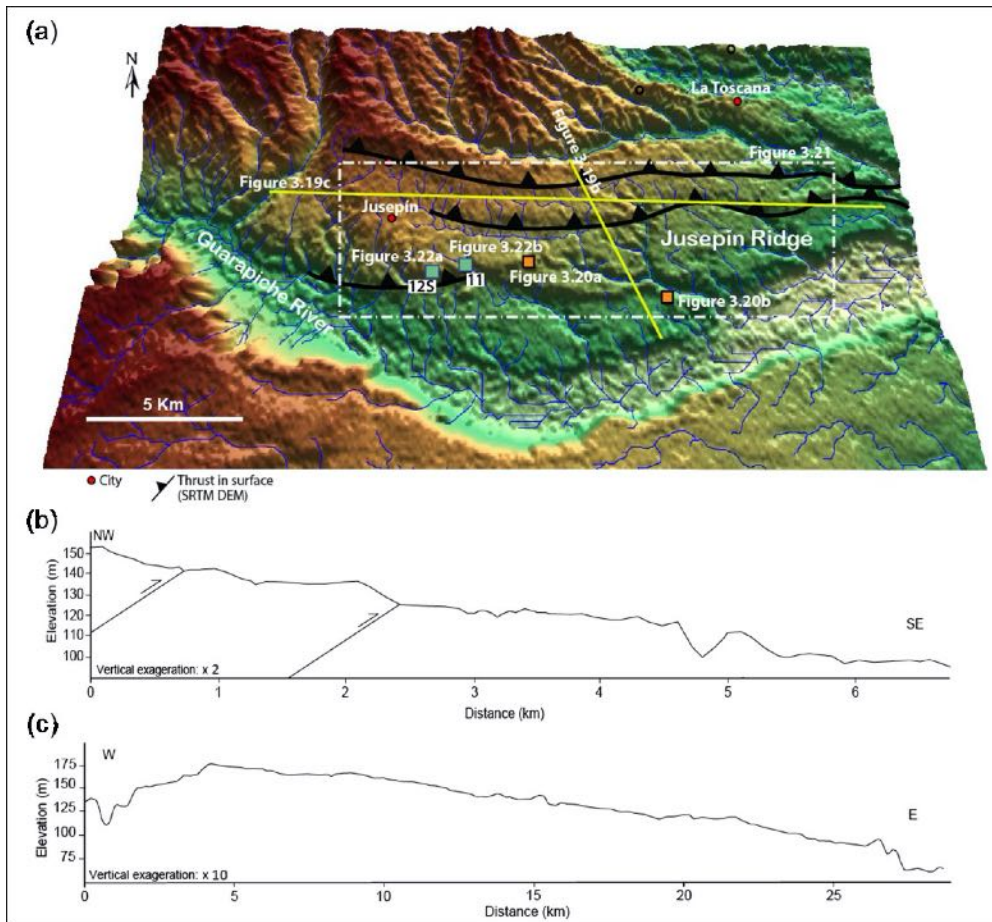 (a)
N
La Toscana
Figure 3.19b
Figure 3.21
Figure 3.19c
Jusepín
Jusepín Ridge
Figure 3.22a
Figure 3.22b
Figure 3.20a
12S
11
Figure 3.20b
Guarapiche River
5 Km
City
Thrust in surface
(SRTM DEM)
(b)
NW
150
140
130
120
110
100
Elevation (m)
SE
Vertical exageration: x 2
0 1 2 3 4 5 6
Distance (km)
(c)
W
175
150
125
100
75
Elevation (m)
E
Vertical exageration: x 10
0 5 10 15 20 25
Distance (km)